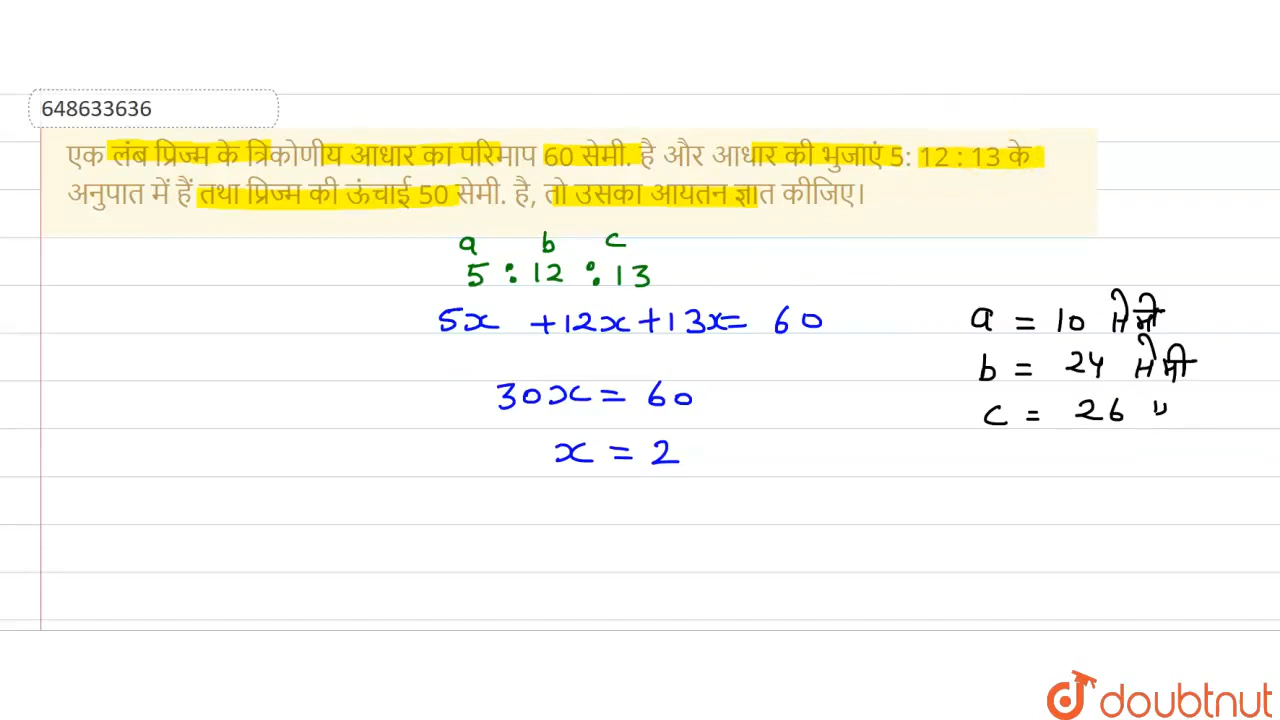 648633636
एक लंब प्रिज्म के त्रिकोणीय आधार का परिमाप 60 सेमी. है और आधार की भुजाएं 5: 12 : 13 के
अनुपात में हैं तथा प्रिज्म की ऊंचाई 50 सेमी. है, तो उसका आयतन ज्ञात कीजिए।
a b c
5 : 12 : 13
5x + 12x + 13x = 60
a = 10 सेमी
b = 24 सेमी
30x = 60
c = 26 "
x = 2
doubtnut